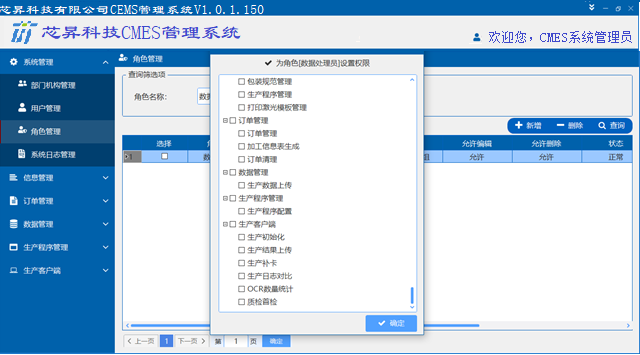 芯昇科技有限公司CEMS管理系统V1.0.1.150
芯昇科技CMES管理系统
欢迎您，CMES系统管理员
系统管理
部门机构管理
用户管理
角色管理
系统日志管理
信息管理
订单管理
数据管理
生产程序管理
生产客户端
角色管理
查询筛选项
角色名称:
新增
删除
查询
选择
允许编辑
允许删除
状态
1
允许
允许
正常
为角色[数据处理员]设置权限
包装规范管理
生产程序管理
打印激光模板管理
订单管理
订单管理
加工信息表生成
订单清理
数据管理
生产数据上传
生产程序管理
生产程序配置
生产客户端
生产初始化
生产结果上传
生产补卡
生产日志对比
OCR数量统计
质检首检
确定
上一页
1
下一页
第
1
页
确定